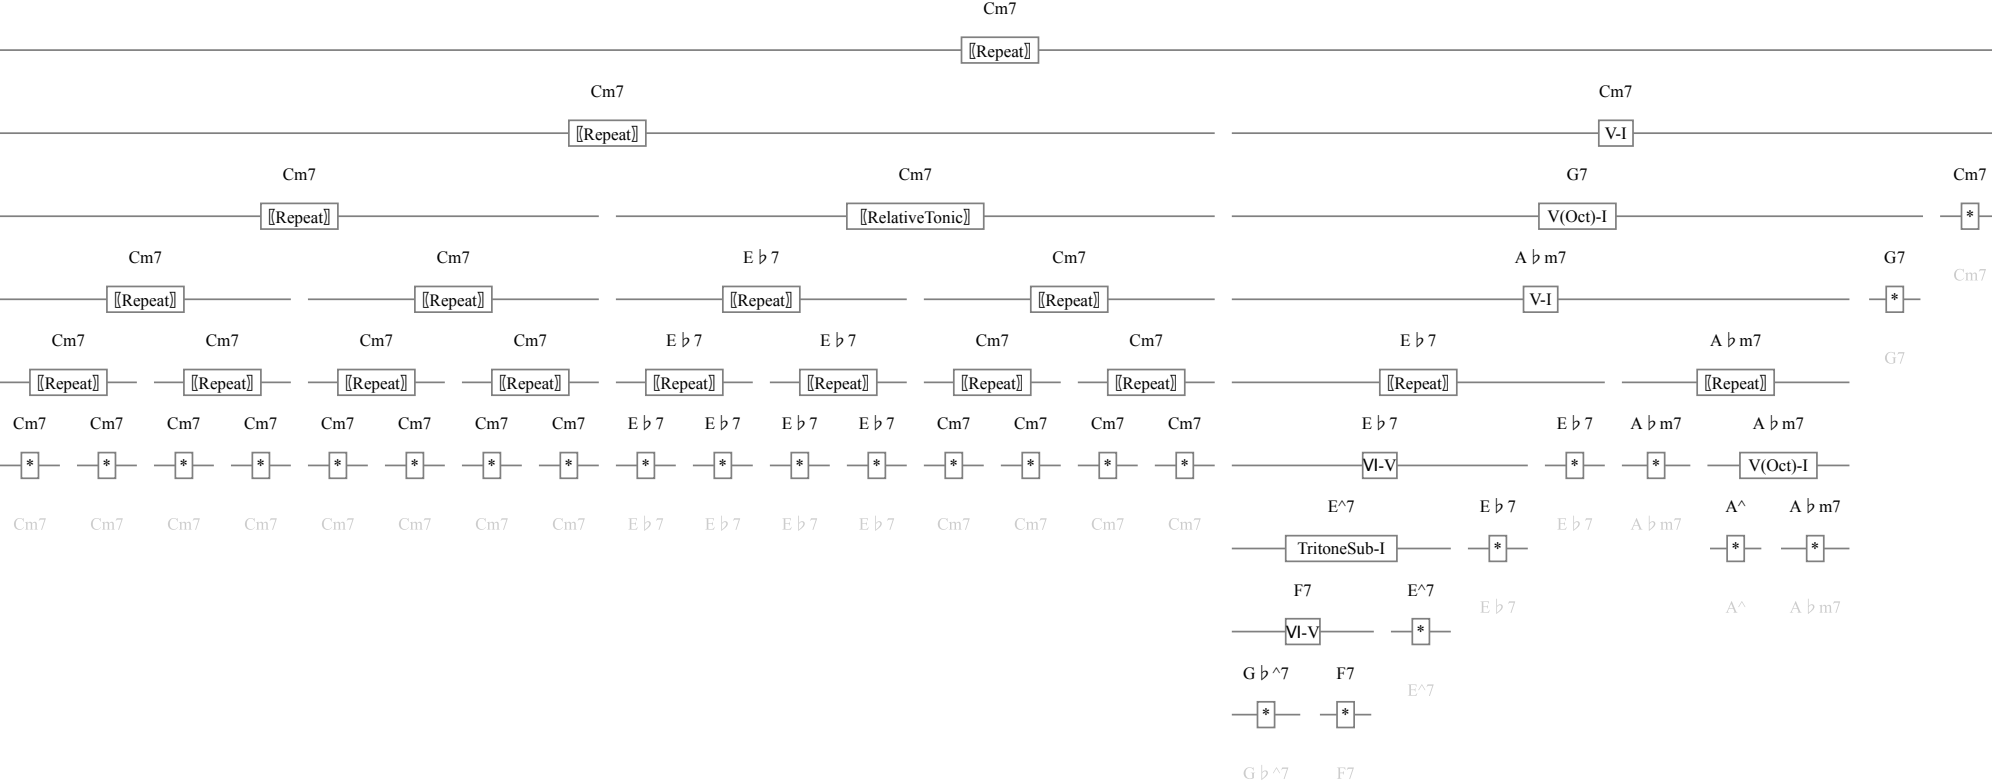 Cm7
〚Repeat〛
Cm7 Cm7
〚Repeat〛 V-I
Cm7 Cm7 G7 Cm7
〚Repeat〛 〚RelativeTonic〛 V(Oct)-I *
Cm7 Cm7 E♭7 Cm7 A♭m7 G7 Cm7
〚Repeat〛 〚Repeat〛 〚Repeat〛 〚Repeat〛 V-I *
Cm7 Cm7 Cm7 Cm7 E♭7 E♭7 Cm7 Cm7 E♭7 A♭m7 G7
〚Repeat〛 〚Repeat〛 〚Repeat〛 〚Repeat〛 〚Repeat〛 〚Repeat〛 〚Repeat〛 〚Repeat〛 〚Repeat〛 〚Repeat〛
Cm7 Cm7 Cm7 Cm7 Cm7 Cm7 Cm7 Cm7 E♭7 E♭7 E♭7 E♭7 Cm7 Cm7 Cm7 Cm7 E♭7 E♭7 A♭m7 A♭m7
* * * * * * * * * * * * * * * * Ⅵ-V * * V(Oct)-I
Cm7 Cm7 Cm7 Cm7 Cm7 Cm7 Cm7 Cm7 E♭7 E♭7 E♭7 E♭7 Cm7 Cm7 Cm7 Cm7 E♭7 A♭m7
E^7 E♭7 A^ A♭m7
TritoneSub-I * * *
F7 E^7 E♭7 A^ A♭m7
Ⅵ-V *
G♭^7 F7 E^7
* *
G♭^7 F7